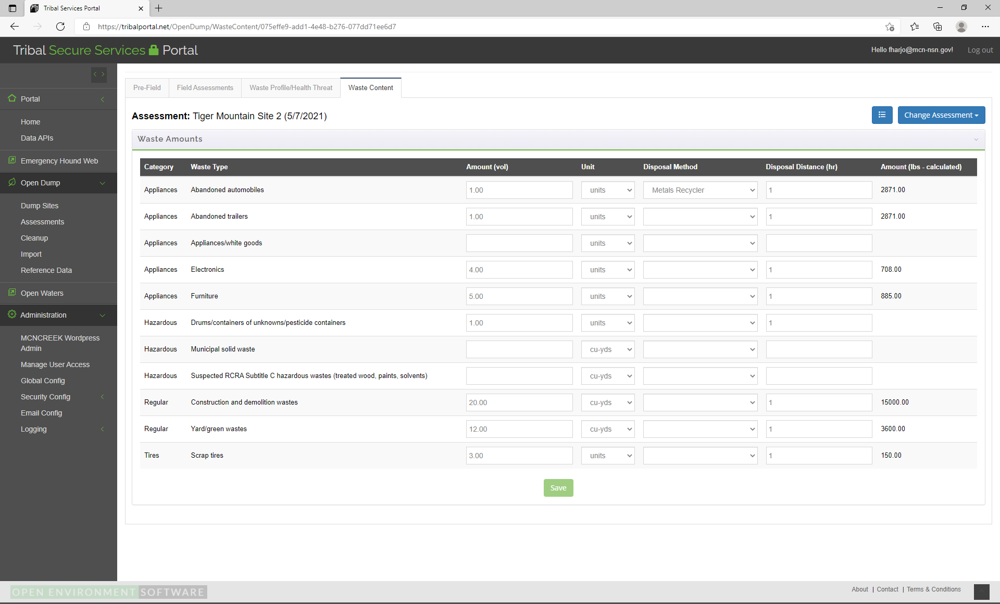 Tribal Services Portal
https://tribalportal.net/OpenDump/WasteContent/075effe9-add1-4e48-b276-077dd71ee6d7
Tribal Secure Services Portal
Hello fharjo@mcn-nsn.gov! Log out
Portal
Home
Data APIs
Emergency Hound Web
Open Dump
Dump Sites
Assessments
Cleanup
Import
Reference Data
Open Waters
Administration
MCNCREEK Wordpress
Admin
Manage User Access
Global Config
Security Config
Email Config
Logging
Pre-Field Field Assessments Waste Profile/Health Threat Waste Content
Assessment: Tiger Mountain Site 2 (5/7/2021)
Change Assessment
Waste Amounts
Category Waste Type Amount (vol) Unit Disposal Method Disposal Distance (hr) Amount (lbs - calculated)
Appliances Abandoned automobiles 1.00 units Metals Recycler 1 2871.00
Appliances Abandoned trailers 1.00 units 1 2871.00
Appliances Appliances/white goods units
Appliances Electronics 4.00 units 1 708.00
Appliances Furniture 5.00 units 1 885.00
Hazardous Drums/containers of unknowns/pesticide containers 1.00 units 1
Hazardous Municipal solid waste cu-yds
Hazardous Suspected RCRA Subtitle C hazardous wastes (treated wood, paints, solvents) cu-yds
Regular Construction and demolition wastes 20.00 cu-yds 1 15000.00
Regular Yard/green wastes 12.00 cu-yds 1 3600.00
Tires Scrap tires 3.00 units 1 150.00
Save
OPEN ENVIRONMENT SOFTWARE
About | Contact | Terms & Conditions